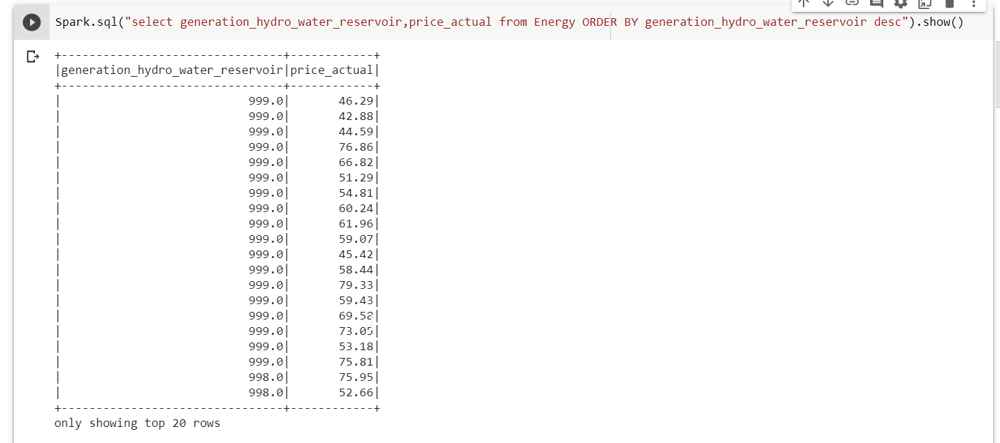 Spark.sql("select generation_hydro_water_reservoir,price_actual from Energy ORDER BY generation_hydro_water_reservoir desc").show()
+--------------------------------+------------+
|generation_hydro_water_reservoir|price_actual|
+--------------------------------+------------+
|                           999.0|       46.29|
|                           999.0|       42.88|
|                           999.0|       44.59|
|                           999.0|       76.86|
|                           999.0|       66.82|
|                           999.0|       51.29|
|                           999.0|       54.81|
|                           999.0|       60.24|
|                           999.0|       61.96|
|                           999.0|       59.07|
|                           999.0|       45.42|
|                           999.0|       58.44|
|                           999.0|       79.33|
|                           999.0|       59.43|
|                           999.0|       69.58|
|                           999.0|       73.05|
|                           999.0|       53.18|
|                           999.0|       75.81|
|                           998.0|       75.95|
|                           998.0|       52.66|
+--------------------------------+------------+
only showing top 20 rows